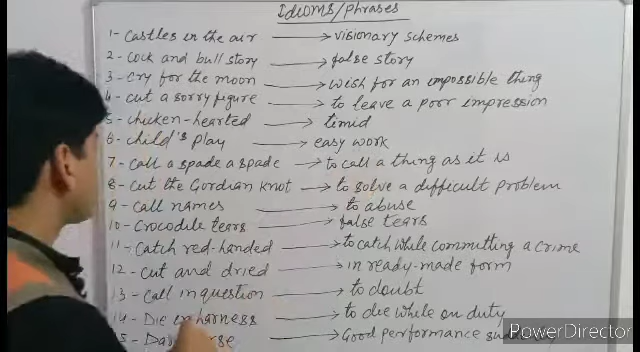 Idioms/phrases
1- Castles in the air → visionary schemes
2- cock and bull story → false story
3- cry for the moon → wish for an impossible thing
4- cut a sorry figure → to leave a poor impression
5- chicken-hearted → timid
6- child's play → easy work
7- call a spade a spade → to call a thing as it is
8- cut the Gordian knot → to solve a difficult problem
9- call names → to abuse
10- Crocodile tears → false tears
11- Catch red-handed → to catch while committing a crime
12- cut and dried → in ready-made form
13- Call in question → to doubt
14- Die in harness → to die while on duty
15- → Good performance
PowerDirector